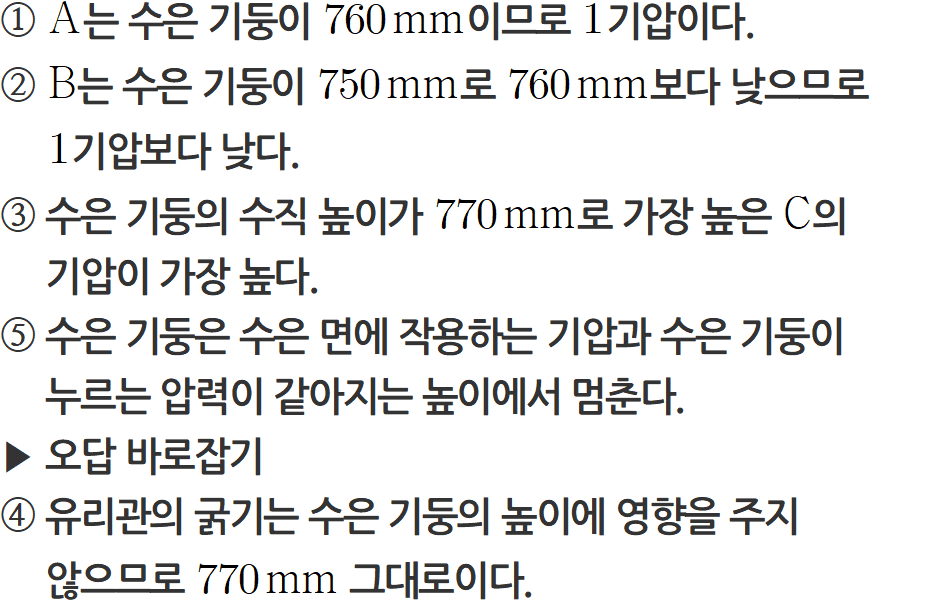 ① A는 수은 기둥이 760 mm이므로 1기압이다.
② B는 수은 기둥이 750 mm로 760 mm보다 낮으므로
1기압보다 낮다.
③ 수은 기둥의 수직 높이가 770 mm로 가장 높은 C의
기압이 가장 높다.
⑤ 수은 기둥은 수은 면에 작용하는 기압과 수은 기둥이
누르는 압력이 같아지는 높이에서 멈춘다.
▶ 오답 바로잡기
④ 유리관의 굵기는 수은 기둥의 높이에 영향을 주지
않으므로 770 mm 그대로이다.